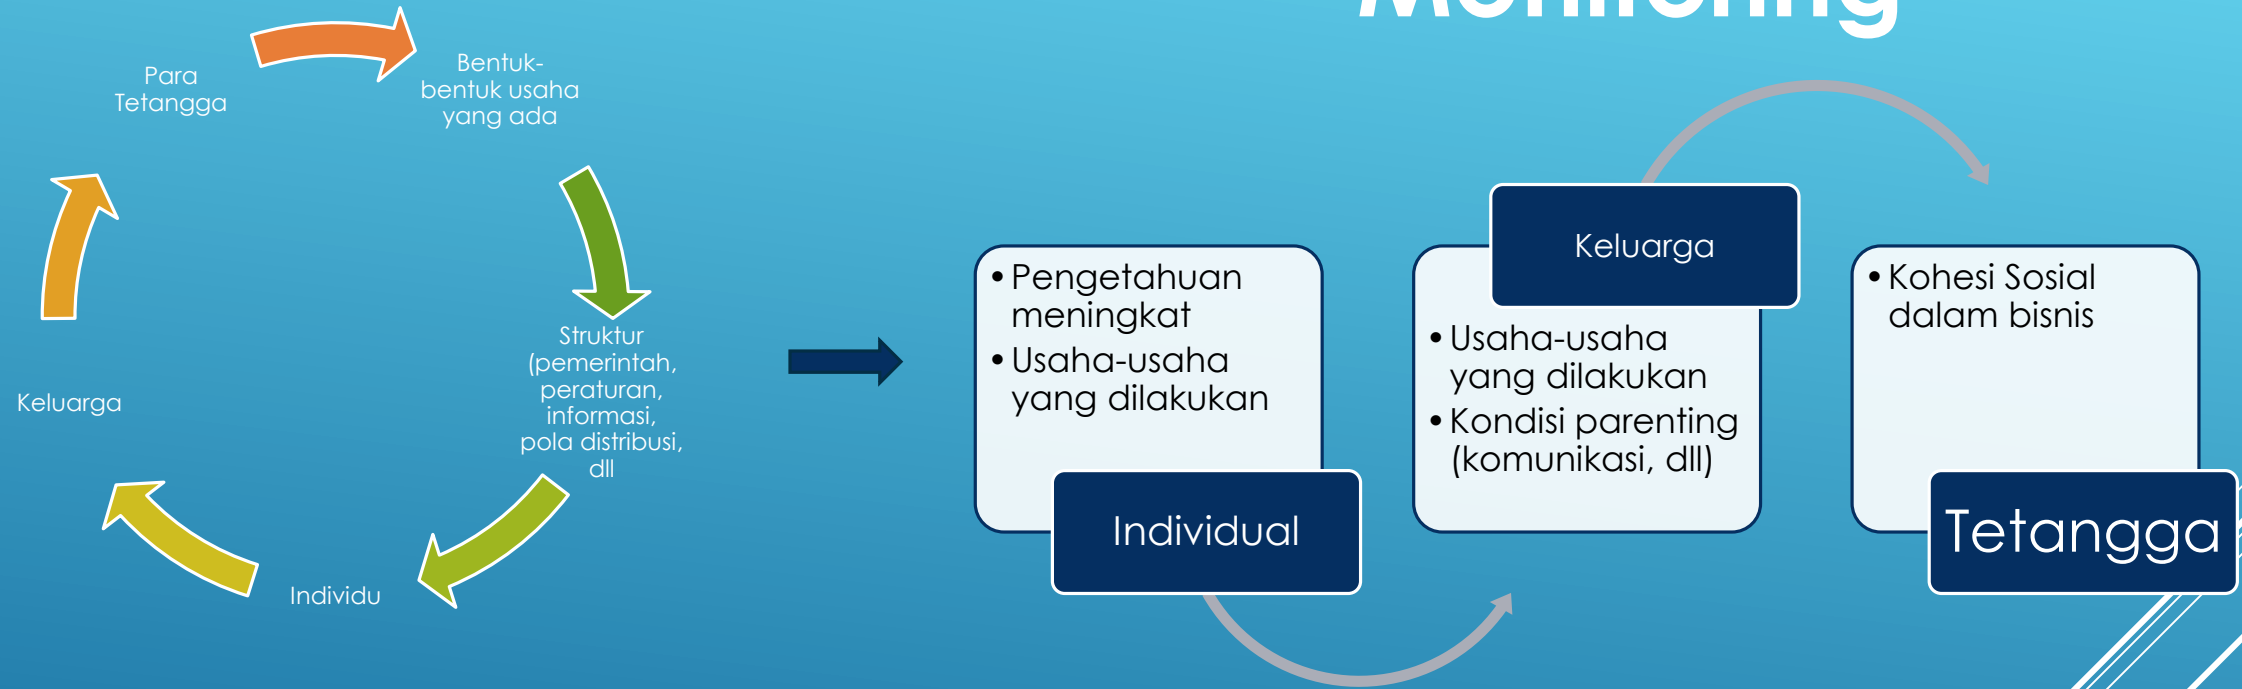 Monitoring
Para
Tetangga
Bentuk-
bentuk usaha
yang ada
Struktur
(pemerintah,
peraturan,
informasi,
pola distribusi,
dll
Individu
Keluarga
• Pengetahuan
meningkat
• Usaha-usaha
yang dilakukan
Individual
Keluarga
• Usaha-usaha
yang dilakukan
• Kondisi parenting
(komunikasi, dll)
• Kohesi Sosial
dalam bisnis
Tetangga